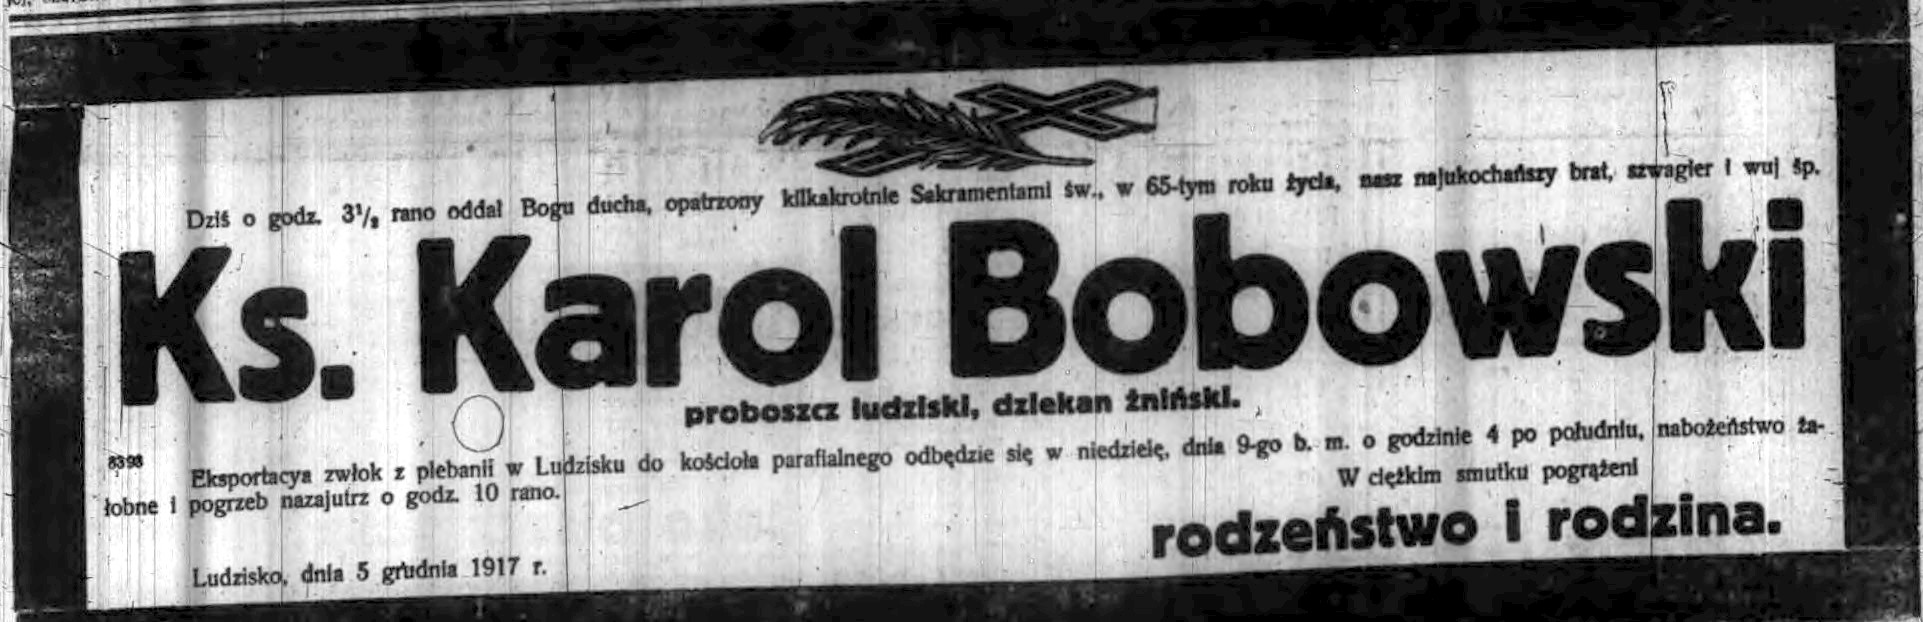 Dziś o godz. 3¹/₂ rano oddał Bogu ducha, opatrzony kilkakrotnie Sakramentami św., w 65-tym roku życia, nasz najukochańszy brat, szwagier i wuj śp.
Ks. Karol Bobowski
proboszcz ludziski, dziekan żniński.
8398 Eksportacya zwłok z plebanii w Ludzisku do kościoła parafialnego odbędzie się w niedzielę, dnia 9-go b. m. o godzinie 4 po południu, nabożeństwo ża-
łobne i pogrzeb nazajutrz o godz. 10 rano.
W ciężkim smutku pogrążeni
rodzeństwo i rodzina.
Ludzisko, dnia 5 grudnia 1917 r.